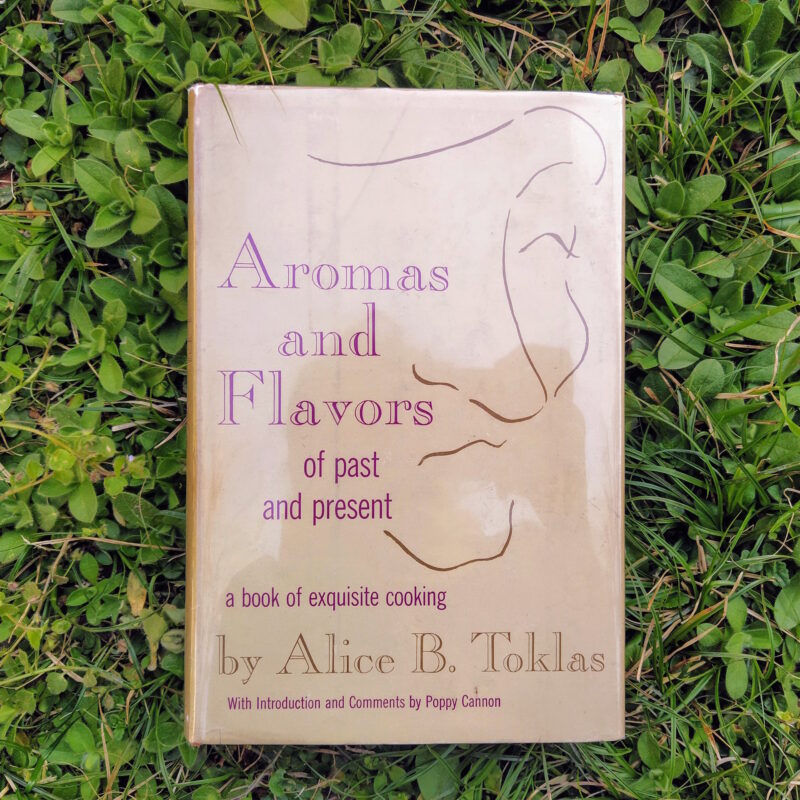 Aromas
and
Flavors
of past
and present
a book of exquisite cooking
by Alice B. Toklas
With Introduction and Comments by Poppy Cannon